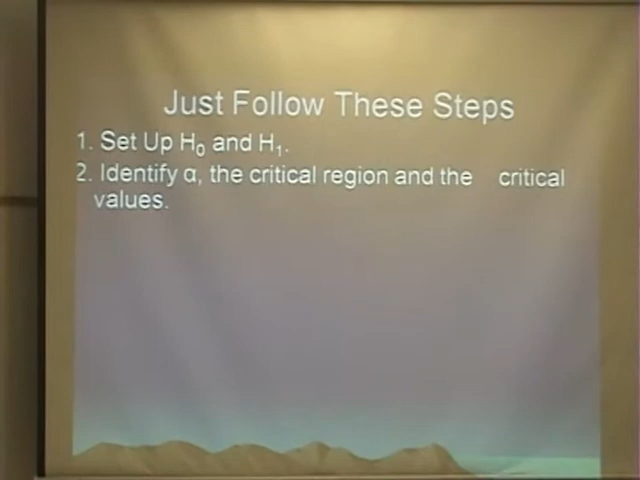 Just Follow These Steps
1. Set Up H₀ and H₁.
2. Identify α, the critical region and the critical
values.